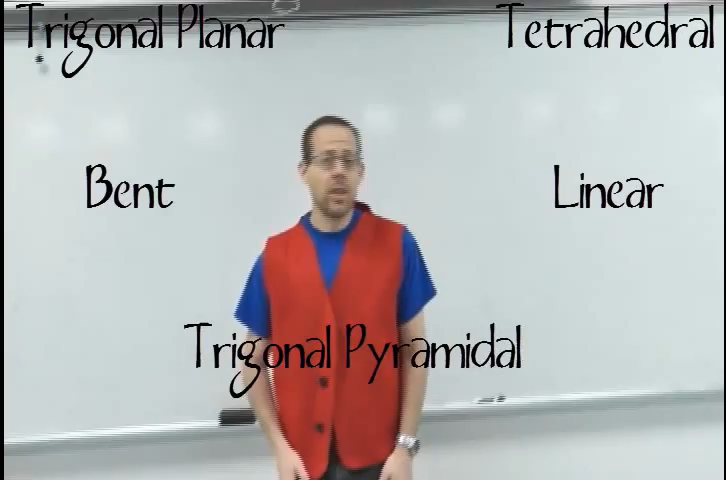 Trigonal Planar
Tetrahedral
Bent
Linear
Trigonal Pyramidal